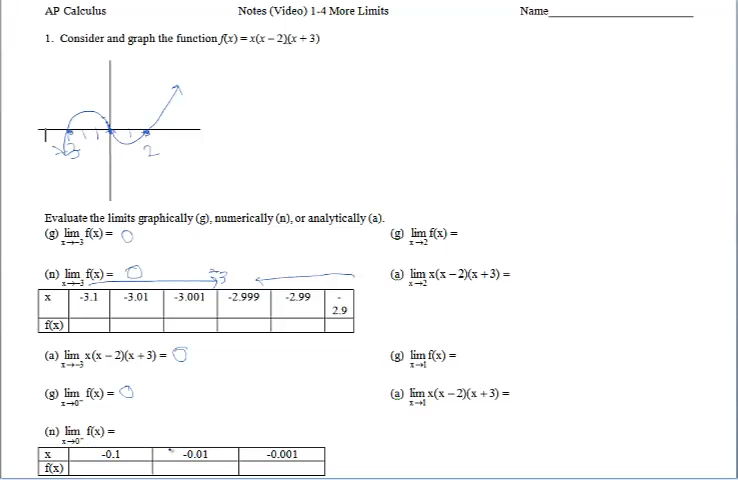 AP Calculus Notes (Video) 1-4 More Limits Name
1. Consider and graph the function f(x) = x(x – 2)(x + 3)
-3 2
Evaluate the limits graphically (g), numerically (n), or analytically (a).
(g) lim f(x) = 0 (g) lim f(x) =
x→-3 x→2
(n) lim f(x) = 0 -3 (a) lim x(x – 2)(x + 3) =
x→-3 x→2
x -3.1 -3.01 -3.001 -2.999 -2.99 -2.9
f(x)
(a) lim x(x – 2)(x + 3) = 0 (g) lim f(x) =
x→-3 x→1
(g) lim f(x) = 0 (a) lim x(x – 2)(x + 3) =
x→0⁻ x→1
(n) lim f(x) =
x→0⁻
x -0.1 -0.01 -0.001
f(x)